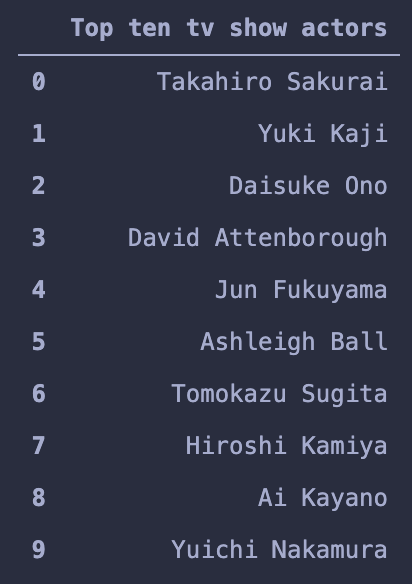 Top ten tv show actors
0 Takahiro Sakurai
1 Yuki Kaji
2 Daisuke Ono
3 David Attenborough
4 Jun Fukuyama
5 Ashleigh Ball
6 Tomokazu Sugita
7 Hiroshi Kamiya
8 Ai Kayano
9 Yuichi Nakamura